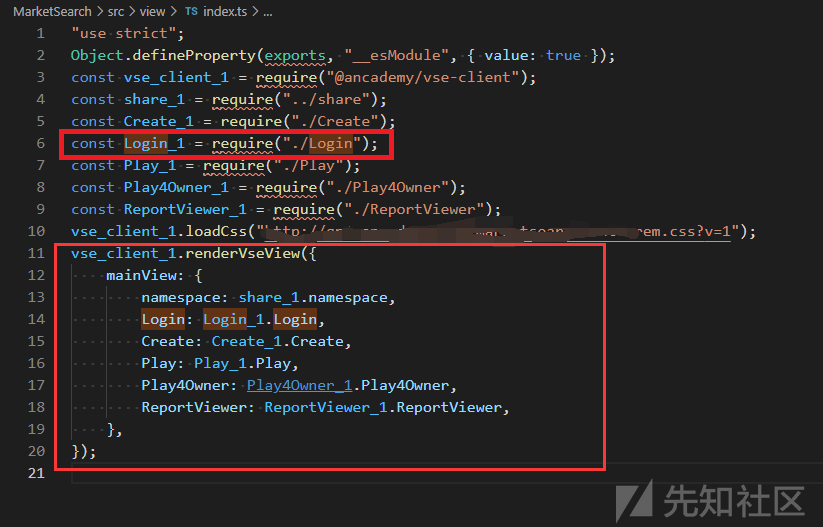 MarketSearch > src > view > TS index.ts > ...
1 "use strict";
2 Object.defineProperty(exports, "__esModule", { value: true });
3 const vse_client_1 = require("@ancademy/vse-client");
4 const share_1 = require("../share");
5 const Create_1 = require("./Create");
6 const Login_1 = require("./Login");
7 const Play_1 = require("./Play");
8 const Play4Owner_1 = require("./Play4Owner");
9 const ReportViewer_1 = require("./ReportViewer");
10 vse_client_1.loadCss("http://rem.css?v=1");
11 vse_client_1.renderVseView({
12 mainView: {
13 namespace: share_1.namespace,
14 Login: Login_1.Login,
15 Create: Create_1.Create,
16 Play: Play_1.Play,
17 Play4Owner: Play4Owner_1.Play4Owner,
18 ReportViewer: ReportViewer_1.ReportViewer,
19 },
20 });
21
先知社区